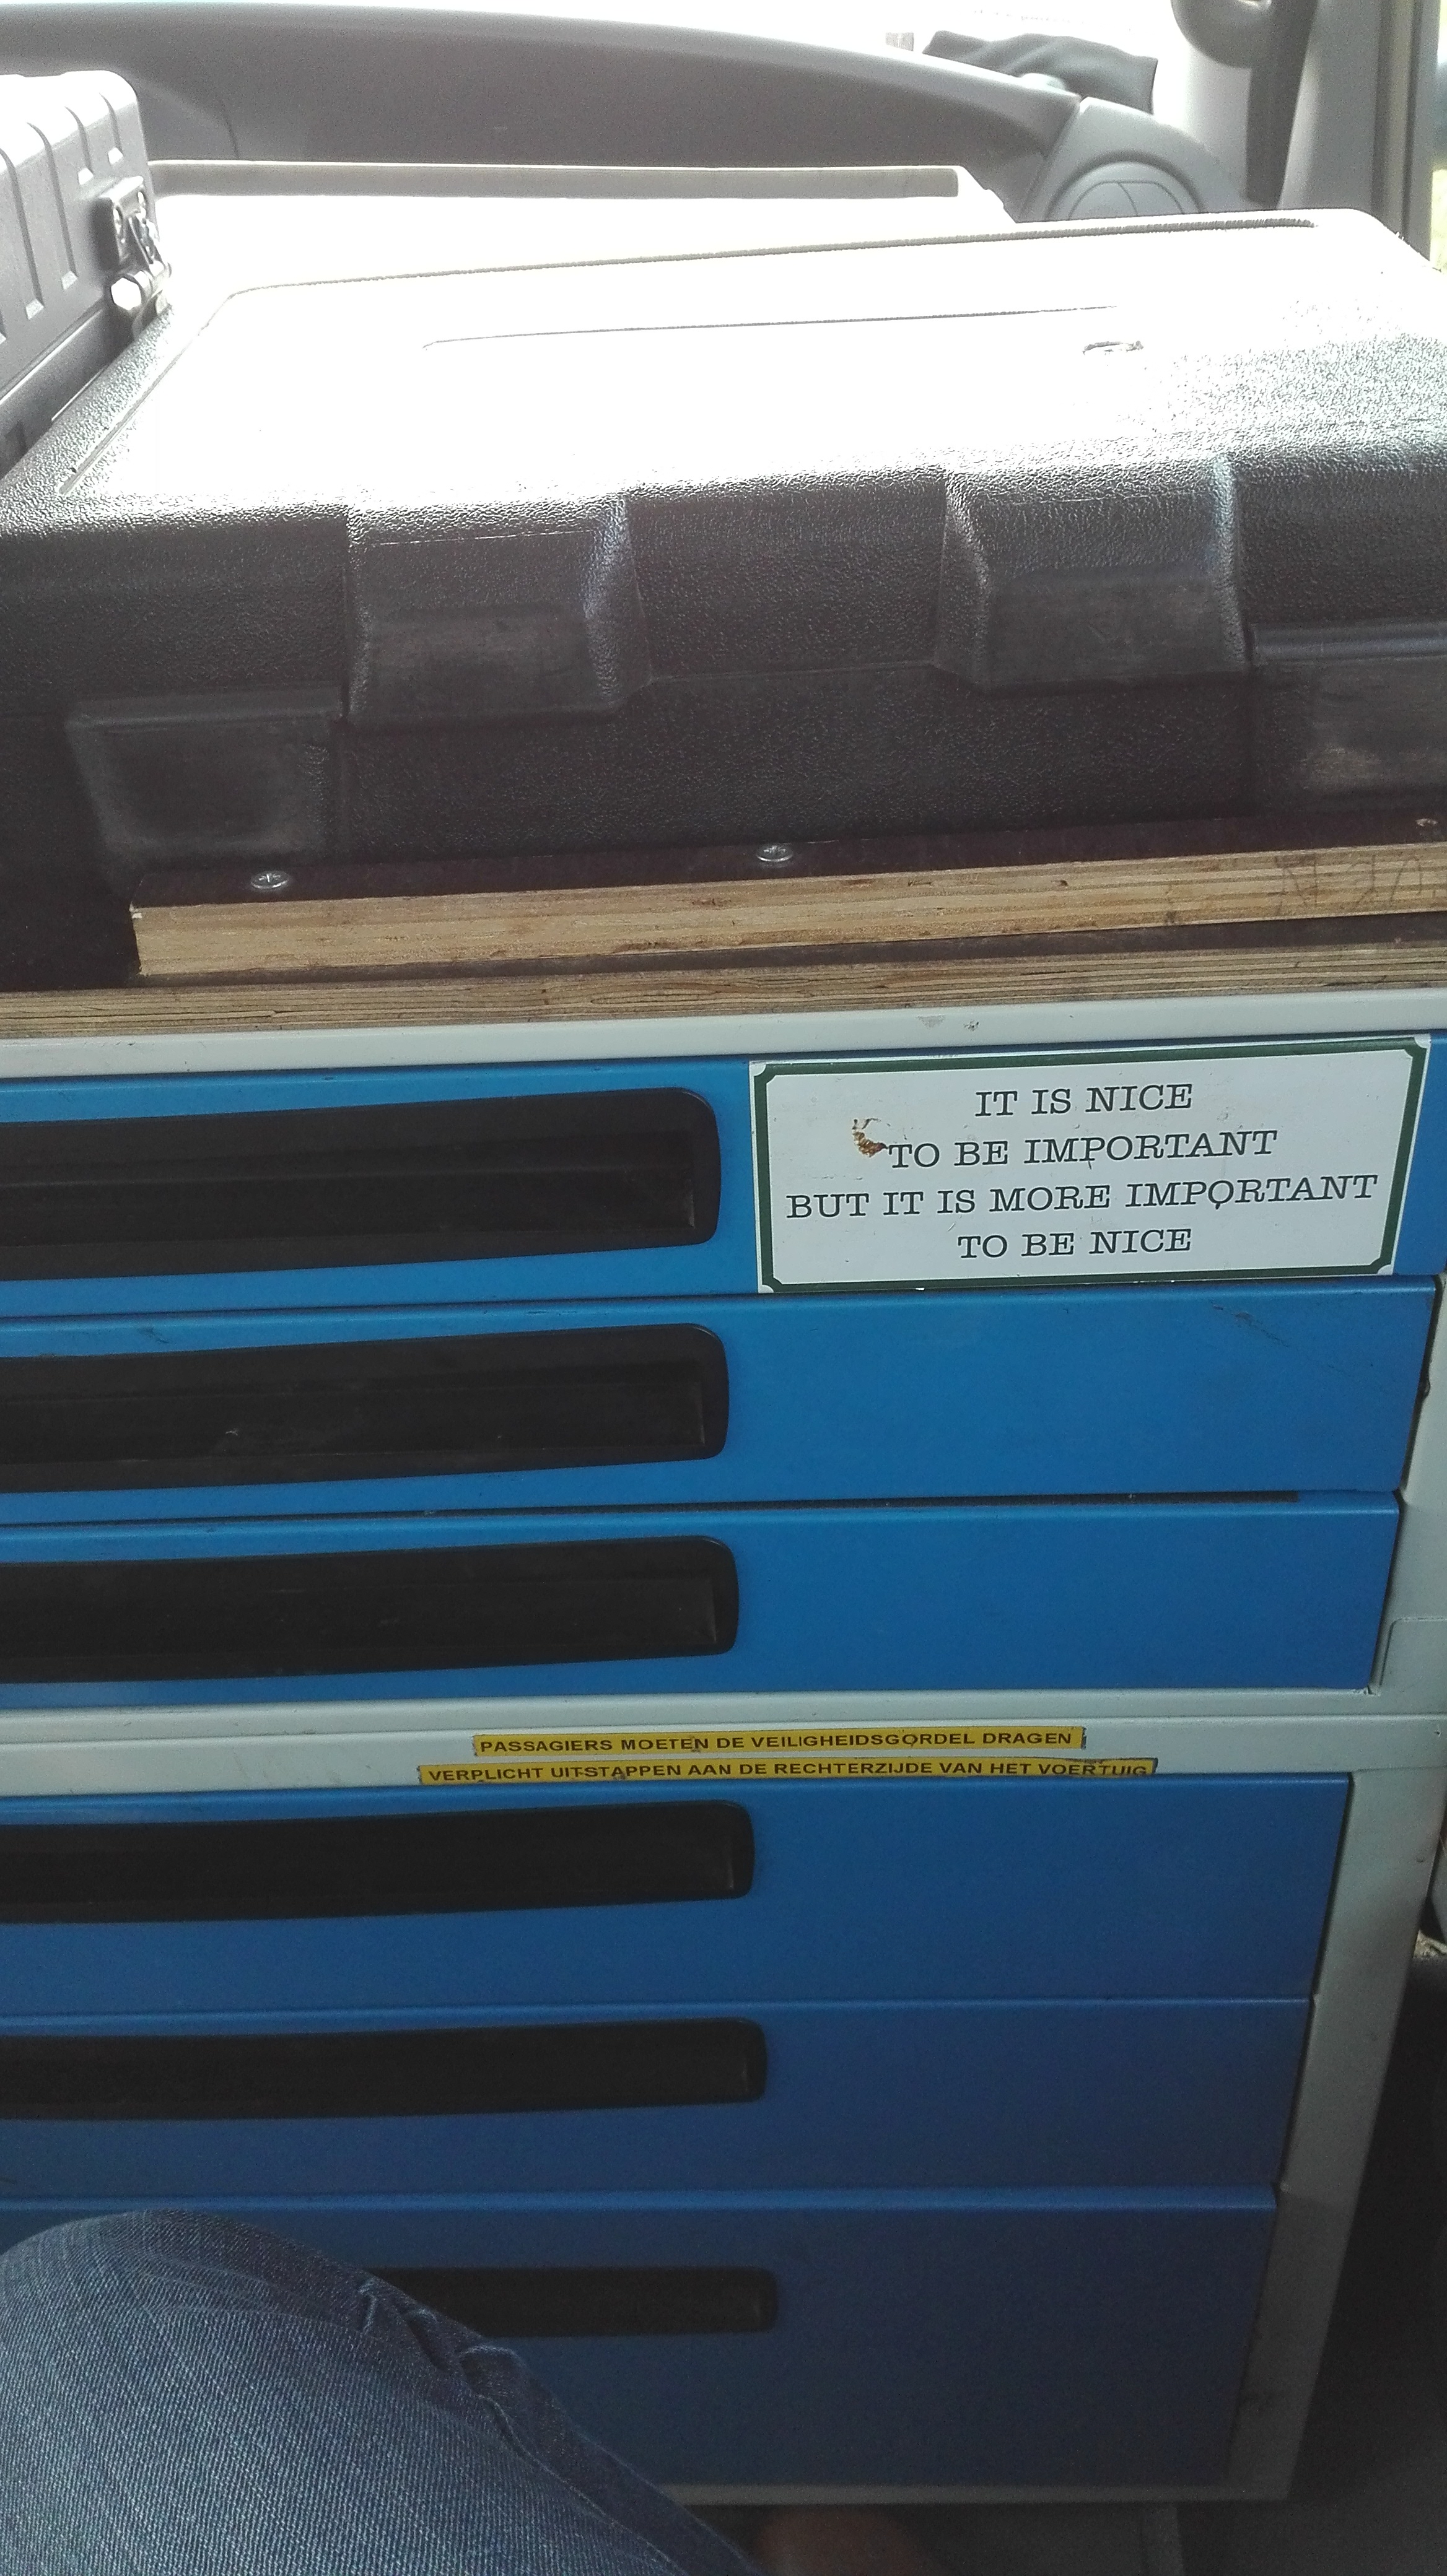 IT IS NICE
TO BE IMPORTANT
BUT IT IS MORE IMPORTANT
TO BE NICE
PASSAGIERS MOETEN DE VEILIGHEIDSGORDEL DRAGEN
VERPLICHT UITSTAPPEN AAN DE RECHTERZIJDE VAN HET VOERTUIG